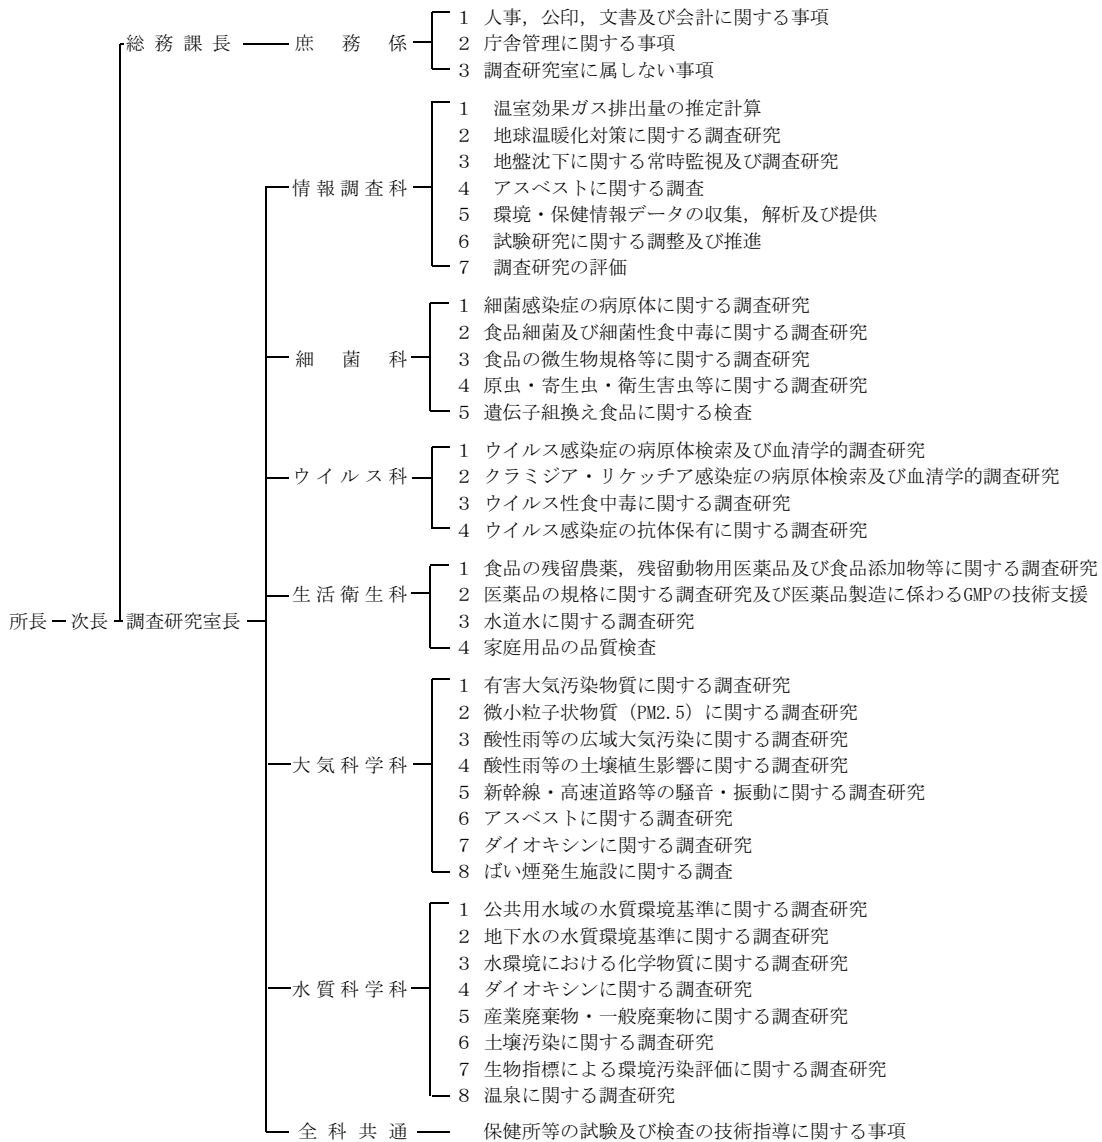 1 人事，公印，文書及び会計に関する事項
総務課長 庶務係 2 庁舎管理に関する事項
3 調査研究室に属しない事項
1 温室効果ガス排出量の推定計算
2 地球温暖化対策に関する調査研究
3 地盤沈下に関する常時監視及び調査研究
情報調査科 4 アスベストに関する調査
5 環境・保健情報データの収集，解析及び提供
6 試験研究に関する調整及び推進
7 調査研究の評価
1 細菌感染症の病原体に関する調査研究
2 食品細菌及び細菌性食中毒に関する調査研究
細菌科 3 食品の微生物規格等に関する調査研究
4 原虫・寄生虫・衛生害虫等に関する調査研究
5 遺伝子組換え食品に関する検査
1 ウイルス感染症の病原体検索及び血清学的調査研究
ウイルス科 2 クラミジア・リケッチア感染症の病原体検索及び血清学的調査研究
3 ウイルス性食中毒に関する調査研究
4 ウイルス感染症の抗体保有に関する調査研究
1 食品の残留農薬，残留動物用医薬品及び食品添加物等に関する調査研究
生活衛生科 2 医薬品の規格に関する調査研究及び医薬品製造に係わるGMPの技術支援
所長 次長 調査研究室長 3 水道水に関する調査研究
4 家庭用品の品質検査
1 有害大気汚染物質に関する調査研究
2 微小粒子状物質（PM2.5）に関する調査研究
3 酸性雨等の広域大気汚染に関する調査研究
大気科学科 4 酸性雨等の土壌植生影響に関する調査研究
5 新幹線・高速道路等の騒音・振動に関する調査研究
6 アスベストに関する調査研究
7 ダイオキシンに関する調査研究
8 ばい煙発生施設に関する調査
1 公共用水域の水質環境基準に関する調査研究
2 地下水の水質環境基準に関する調査研究
3 水環境における化学物質に関する調査研究
水質科学科 4 ダイオキシンに関する調査研究
5 産業廃棄物・一般廃棄物に関する調査研究
6 土壌汚染に関する調査研究
7 生物指標による環境汚染評価に関する調査研究
8 温泉に関する調査研究
全科共通 保健所等の試験及び検査の技術指導に関する事項